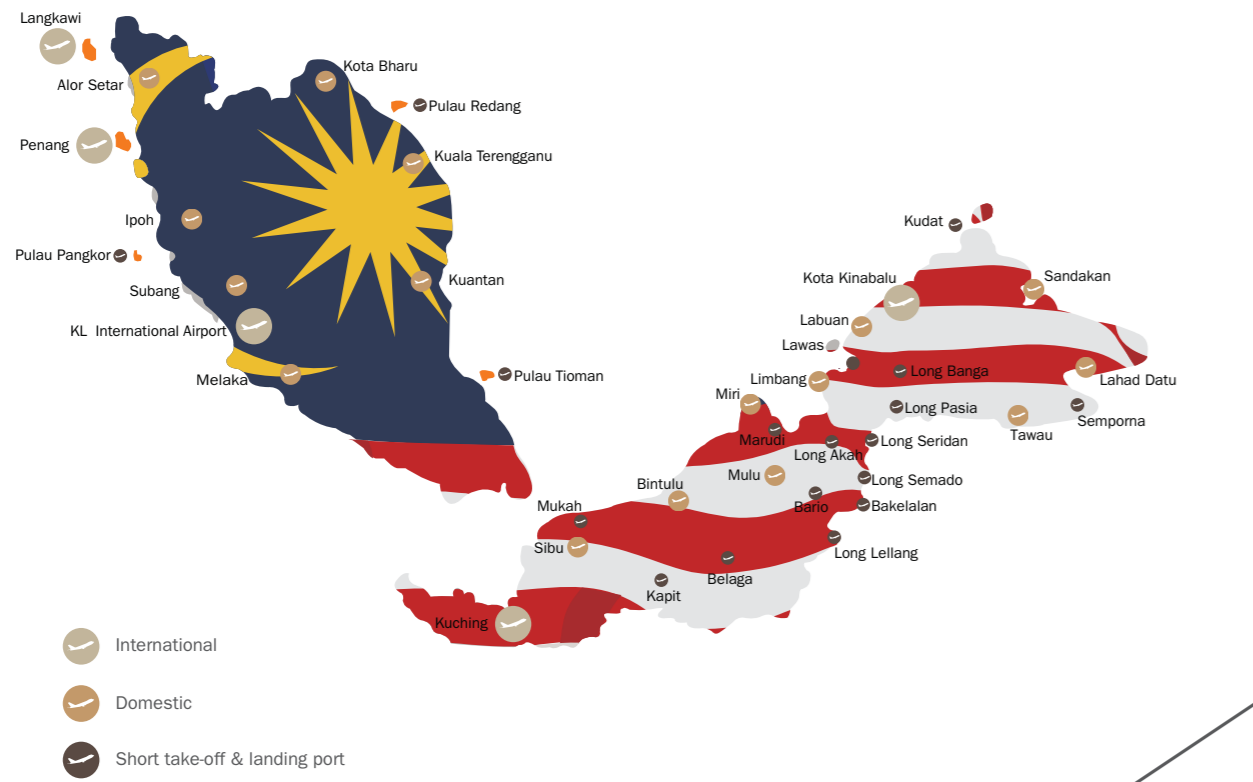 Langkawi
Kota Bharu
Alor Setar
Pulau Redang
Penang
Kuala Terengganu
Ipoh
Kudat
Pulau Pangkor
Kota Kinabalu
Sandakan
Subang
Kuantan
Labuan
KL International Airport
Lawas
Melaka
Pulau Tioman
Limbang
Long Banga
Lahad Datu
Miri
Long Pasia
Semporna
Tawau
Marudi
Long Akah
Long Seridan
Mulu
Long Semado
Bintulu
Mukah
Bario
Bakelalan
Sibu
Long Lellang
Belaga
Kapit
Kuching
International
Domestic
Short take-off & landing port